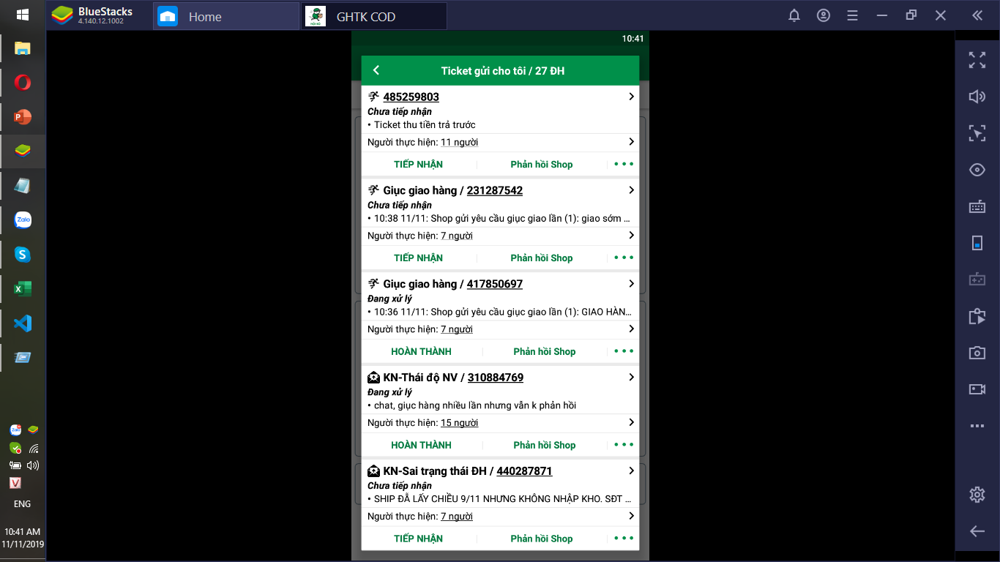 BlueStacks
4.140.12.1002
Home
GHTK COD
10:41
Ticket gửi cho tôi / 27 ĐH
485259803
Chưa tiếp nhận
• Ticket thu tiền trả trước
Người thực hiện: 11 người
TIẾP NHẬN Phản hồi Shop
Giục giao hàng / 231287542
Chưa tiếp nhận
• 10:38 11/11: Shop gửi yêu cầu giục giao lần (1): giao sớm ...
Người thực hiện: 7 người
TIẾP NHẬN Phản hồi Shop
Giục giao hàng / 417850697
Đang xử lý
• 10:36 11/11: Shop gửi yêu cầu giục giao lần (1): GIAO HÀN...
Người thực hiện: 7 người
HOÀN THÀNH Phản hồi Shop
KN-Thái độ NV / 310884769
Đang xử lý
• chat, giục hàng nhiều lần nhưng vẫn k phản hồi
Người thực hiện: 15 người
HOÀN THÀNH Phản hồi Shop
KN-Sai trạng thái ĐH / 440287871
Chưa tiếp nhận
• SHIP ĐẪ LẤY CHIỀU 9/11 NHƯNG KHÔNG NHẬP KHO. SĐT ...
Người thực hiện: 7 người
TIẾP NHẬN Phản hồi Shop
Zalo
ENG
10:41 AM
11/11/2019